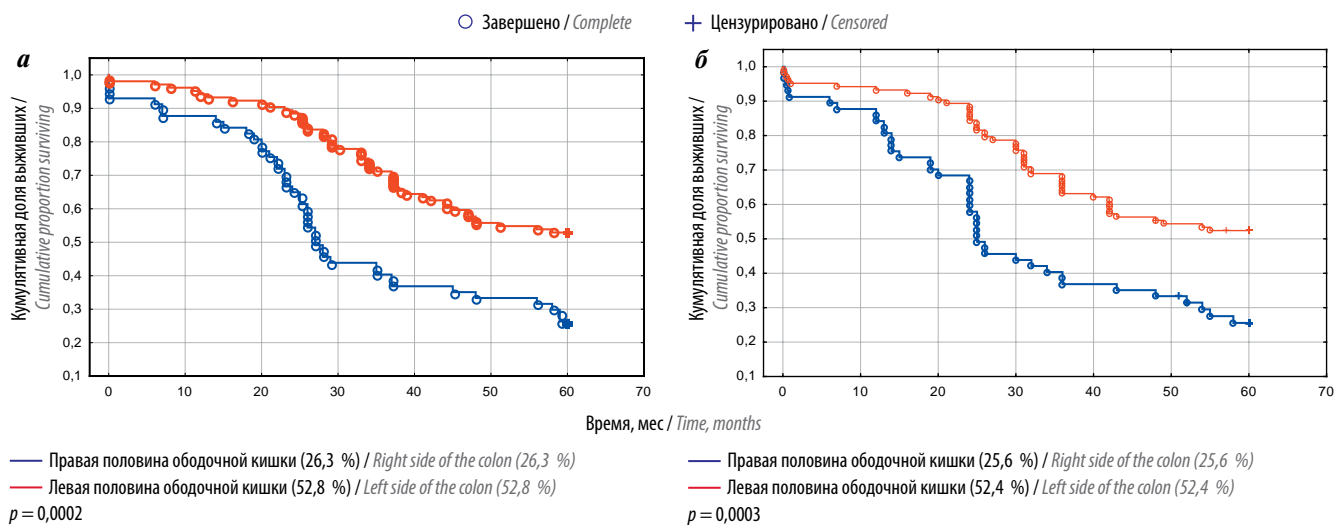 Завершено / Complete
Цензурировано / Censored
а
б
Кумулятивная доля выживших /
Cumulative proportion surviving
1,0
0,9
0,8
0,7
0,6
0,5
0,4
0,3
0,2
0,1
0 10 20 30 40 50 60 70
Кумулятивная доля выживших /
Cumulative proportion surviving
1,0
0,9
0,8
0,7
0,6
0,5
0,4
0,3
0,2
0,1
0 10 20 30 40 50 60 70
Время, мес / Time, months
Правая половина ободочной кишки (26,3 %) / Right side of the colon (26,3 %)
Левая половина ободочной кишки (52,8 %) / Left side of the colon (52,8 %)
p = 0,0002
Правая половина ободочной кишки (25,6 %) / Right side of the colon (25,6 %)
Левая половина ободочной кишки (52,4 %) / Left side of the colon (52,4 %)
p = 0,0003